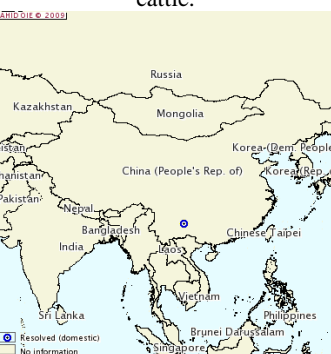 cattle.
AHID OIE © 2009
Russia
Kazakhstan
Mongolia
Korea (Dem. People
China (People's Rep. of)
Korea (Rep.
hanistan
Pakistan
Nepal
Bangladesh
Chinese Taipei
India
Laos
Vietnam
Sri Lanka
Philippines
Brunei Darussalam
Singapore
Resolved (domestic)
No information